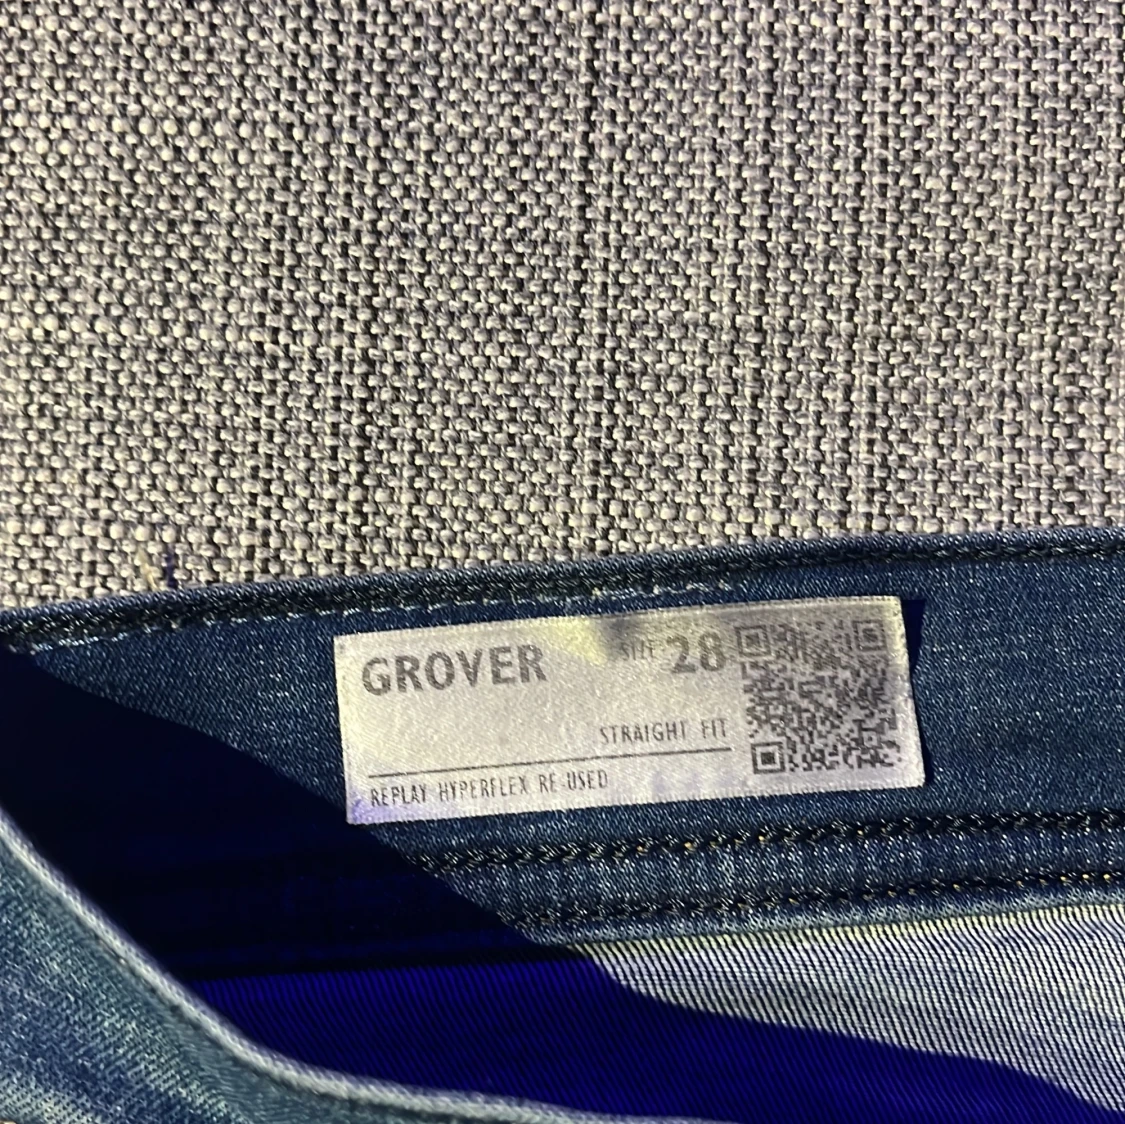 GROVER SIZE 28
STRAIGHT FIT
REPLAY HYPERFLEX RE-USED